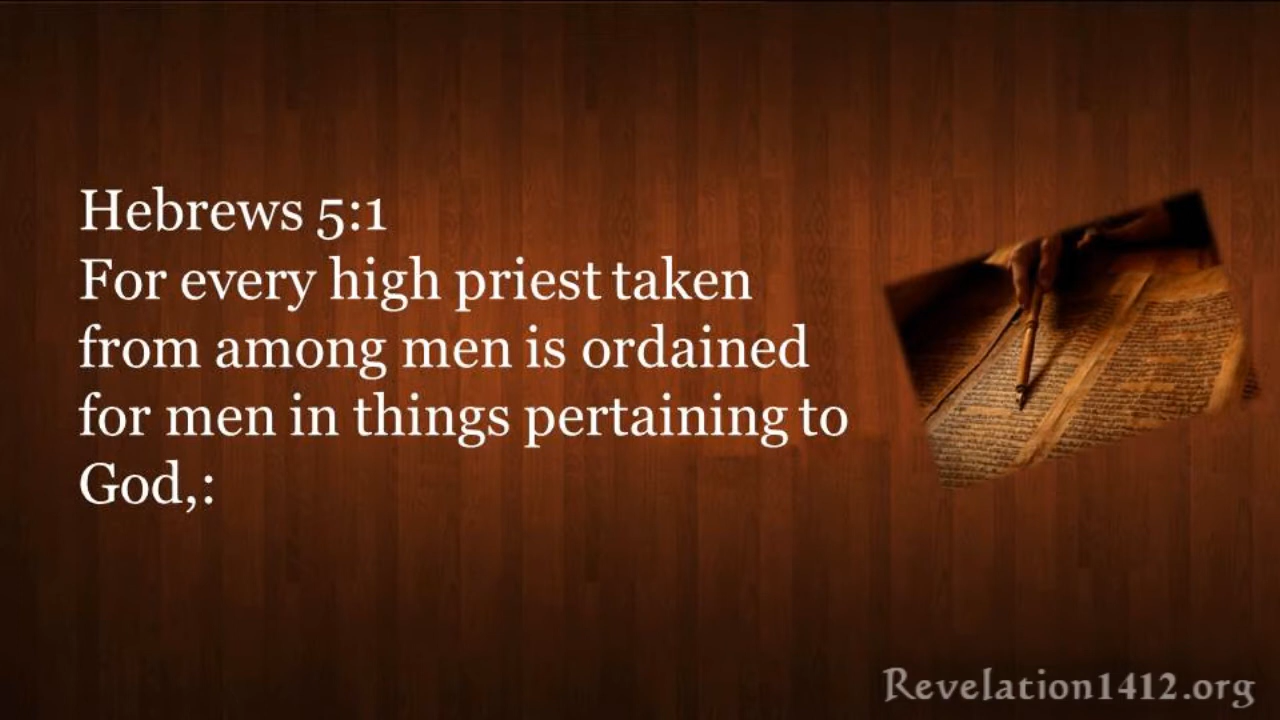 Hebrews 5:1
For every high priest taken
from among men is ordained
for men in things pertaining to
God,:
Revelation1412.org